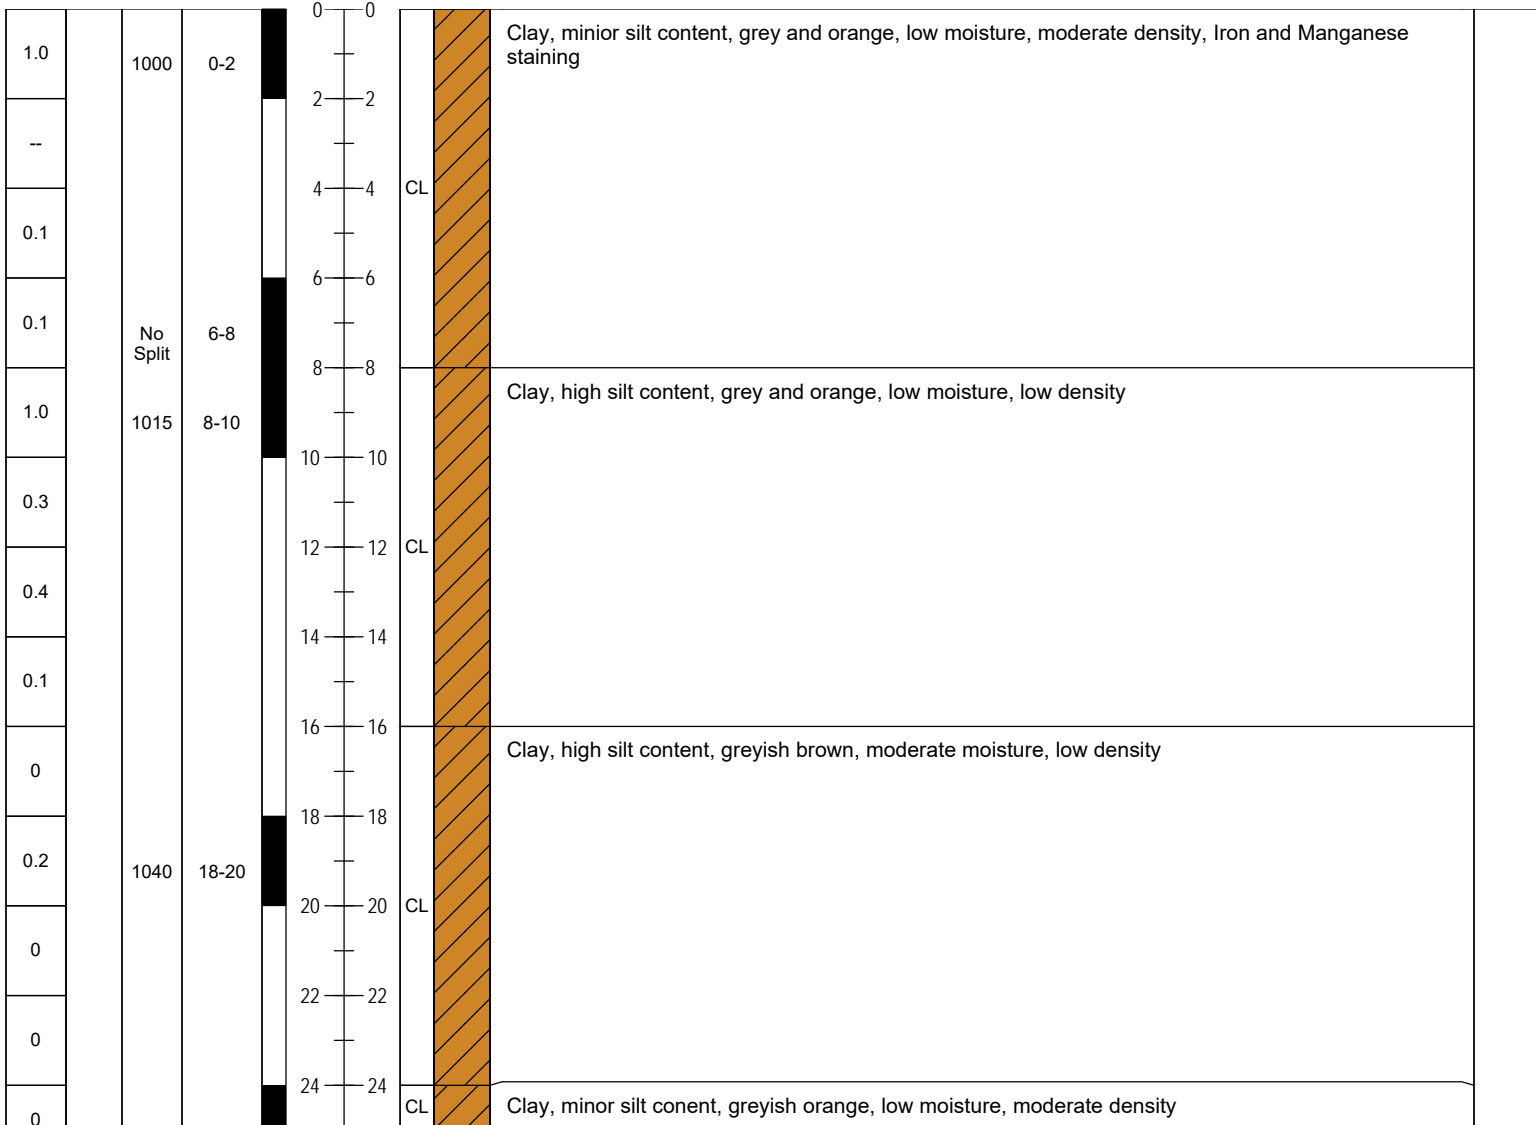 0 0
1.0 1000 0-2 Clay, minior silt content, grey and orange, low moisture, moderate density, Iron and Manganese
staining
2 2
--
4 4 CL
0.1
6 6
0.1 No 6-8
Split
8 8
Clay, high silt content, grey and orange, low moisture, low density
1.0 1015 8-10
10 10
0.3
12 12 CL
0.4
14 14
0.1
16 16
Clay, high silt content, greyish brown, moderate moisture, low density
0
18 18
0.2 1040 18-20
20 20 CL
0
22 22
0
24 24
0 CL Clay, minor silt conent, greyish orange, low moisture, moderate density